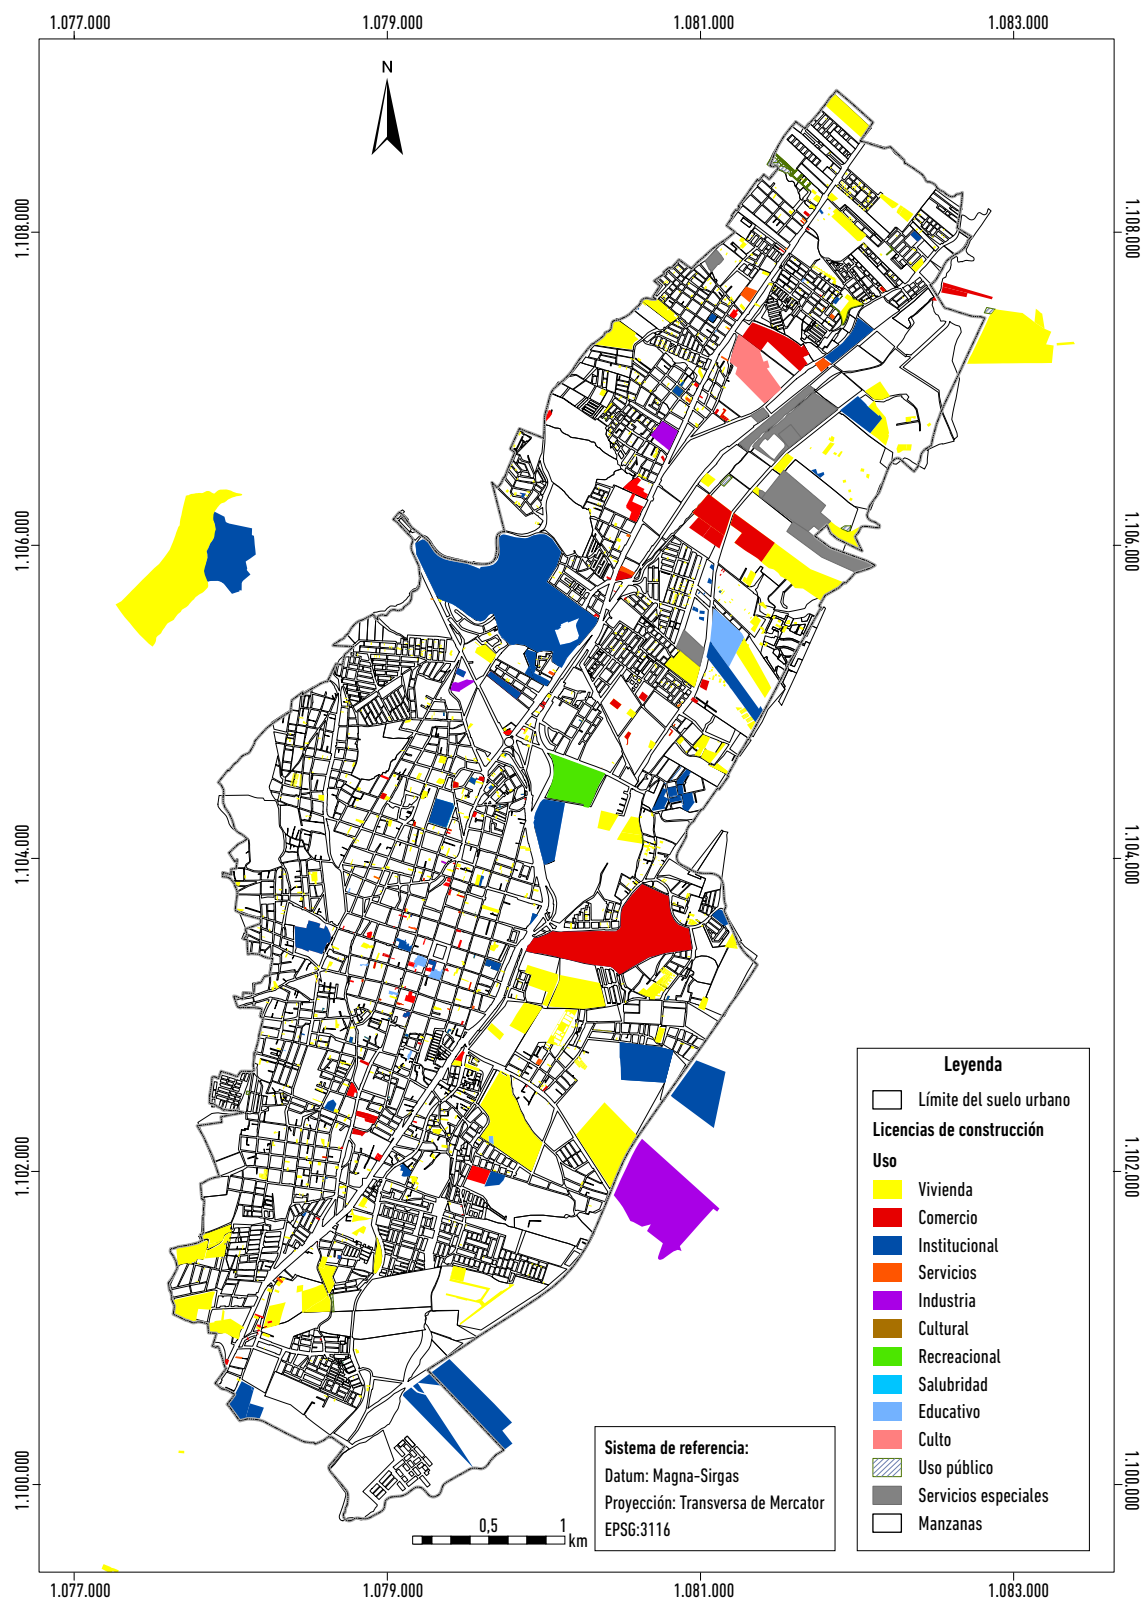 1.077.000
1.079.000
1.081.000
1.083.000
N
1.108.000
1.108.000
1.106.000
1.106.000
1.104.000
1.104.000
1.102.000
1.102.000
1.100.000
1.100.000
Leyenda
Límite del suelo urbano
Licencias de construcción
Uso
Vivienda
Comercio
Institucional
Servicios
Industria
Cultural
Recreacional
Salubridad
Educativo
Culto
Uso público
Servicios especiales
Manzanas
Sistema de referencia:
Datum: Magna-Sirgas
Proyección: Transversa de Mercator
EPSG:3116
0,5
1
km
1.077.000
1.079.000
1.081.000
1.083.000